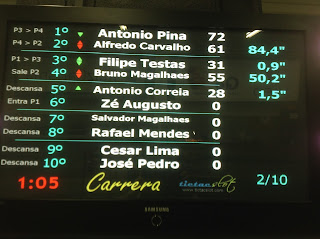 P3 > P4 1º Antonio Pina 72
P4 > P2 2º Alfredo Carvalho 61 84,4"
P1 > P3 3º Filipe Testas 31 0,9"
Sale P2 4º Bruno Magalhaes 55 50,2"
Descansa 5º Antonio Correia 28 1,5"
Entra P1 6º Zé Augusto 0
Descansa 7º Salvador Magalhaes 0
Descansa 8º Rafael Mendes 0
Descansa 9º Cesar Lima 0
Descansa 10º José Pedro 0
1:05 Carrera tictacslot 2/10
SAMSUNG